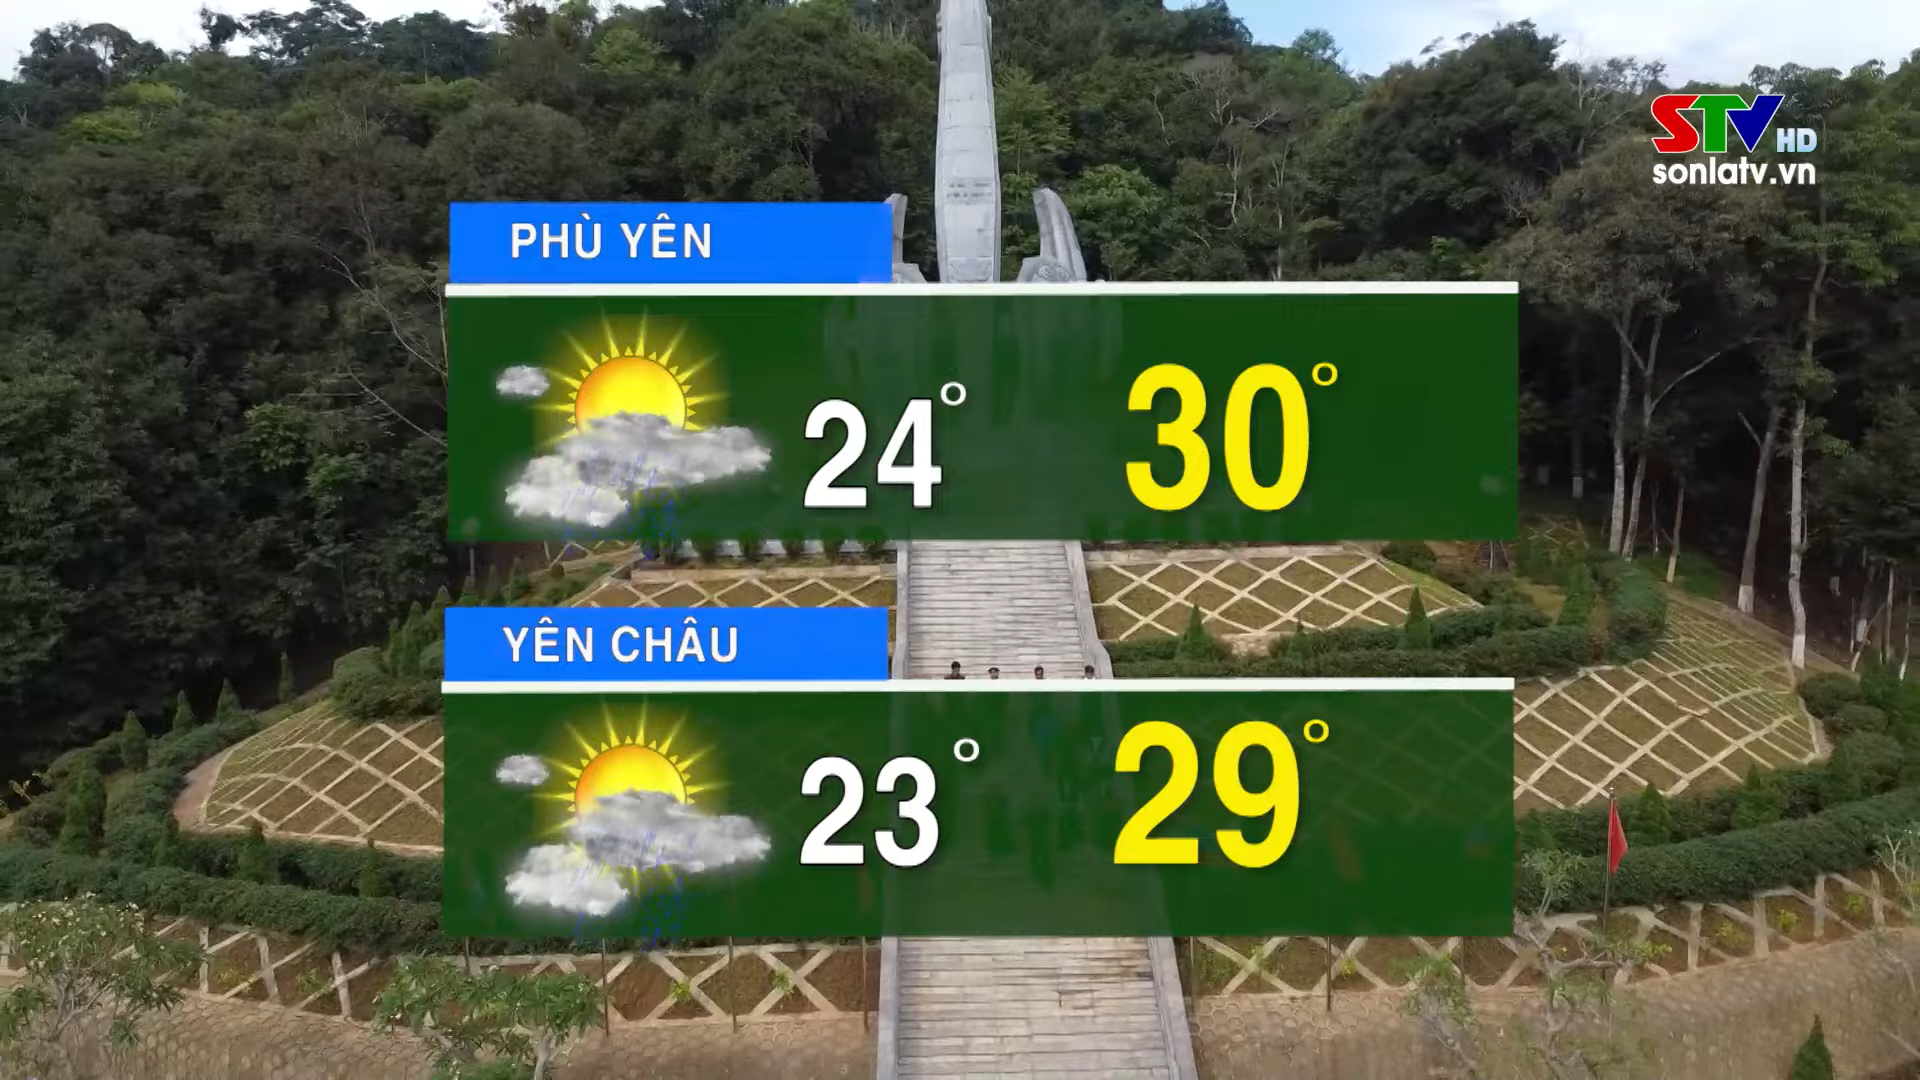 STV HD
sonlatv.vn
PHÙ YÊN
24° 30°
YÊN CHÂU
23° 29°